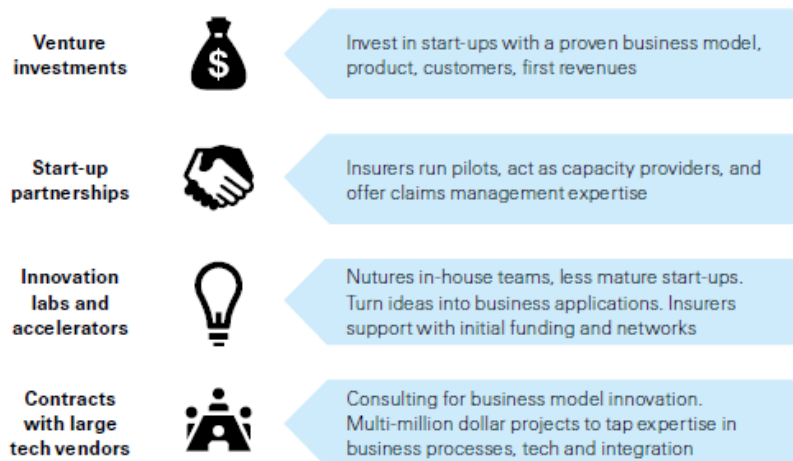 Venture
investments
$
Invest in start-ups with a proven business model,
product, customers, first revenues
Start-up
partnerships
Insurers run pilots, act as capacity providers, and
offer claims management expertise
Innovation
labs and
accelerators
Nutures in-house teams, less mature start-ups.
Turn ideas into business applications. Insurers
support with initial funding and networks
Contracts
with large
tech vendors
Consulting for business model innovation.
Multi-million dollar projects to tap expertise in
business processes, tech and integration